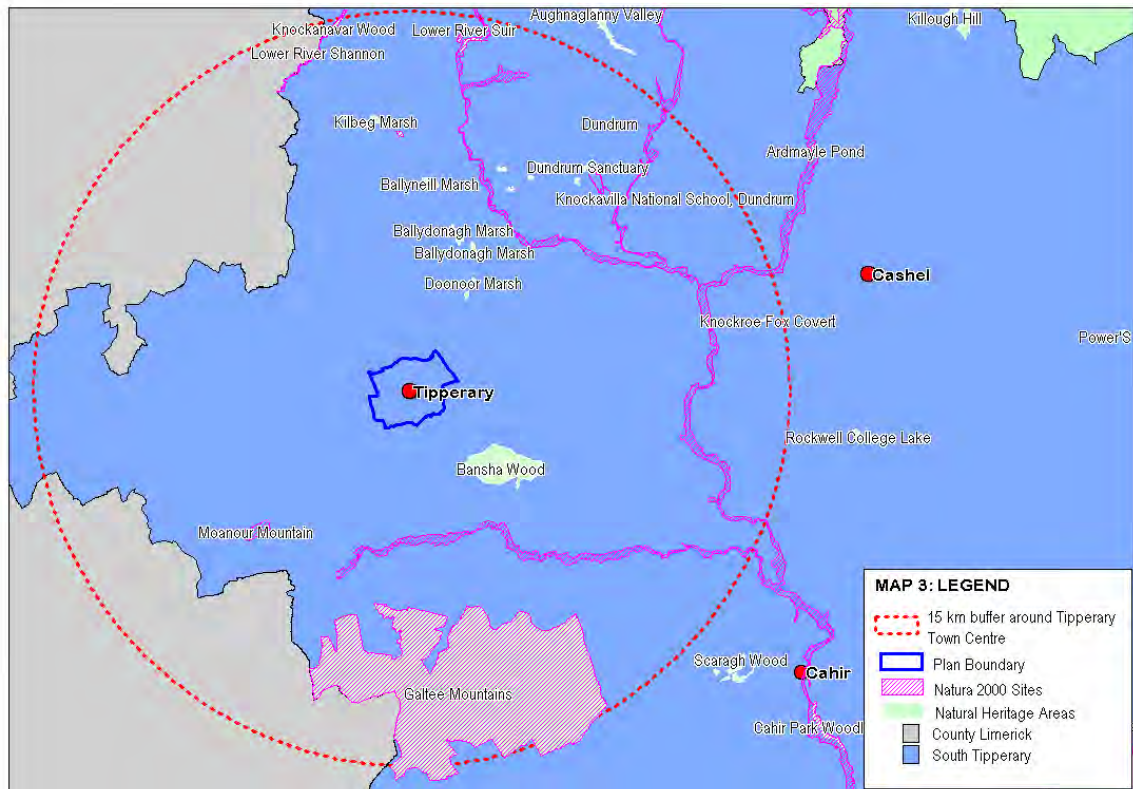 Aughnaglanny Valley
Killough Hill
Knockanavar Wood
Lower River Suir
Lower River Shannon
Kilbeg Marsh
Dundrum
Ardmayle Pond
Dundrum Sanctuary
Ballyneill Marsh
Knockavilla National School, Dundrum
Ballydonagh Marsh
Ballydonagh Marsh
Cashel
Doonoor Marsh
Knockroe Fox Covert
Power'S
Tipperary
Rockwell College Lake
Bansha Wood
Moanour Mountain
Scaragh Wood
Cahir
Galtee Mountains
Cahir Park Woodl
MAP 3: LEGEND
15 km buffer around Tipperary
Town Centre
Plan Boundary
Natura 2000 Sites
Natural Heritage Areas
County Limerick
South Tipperary